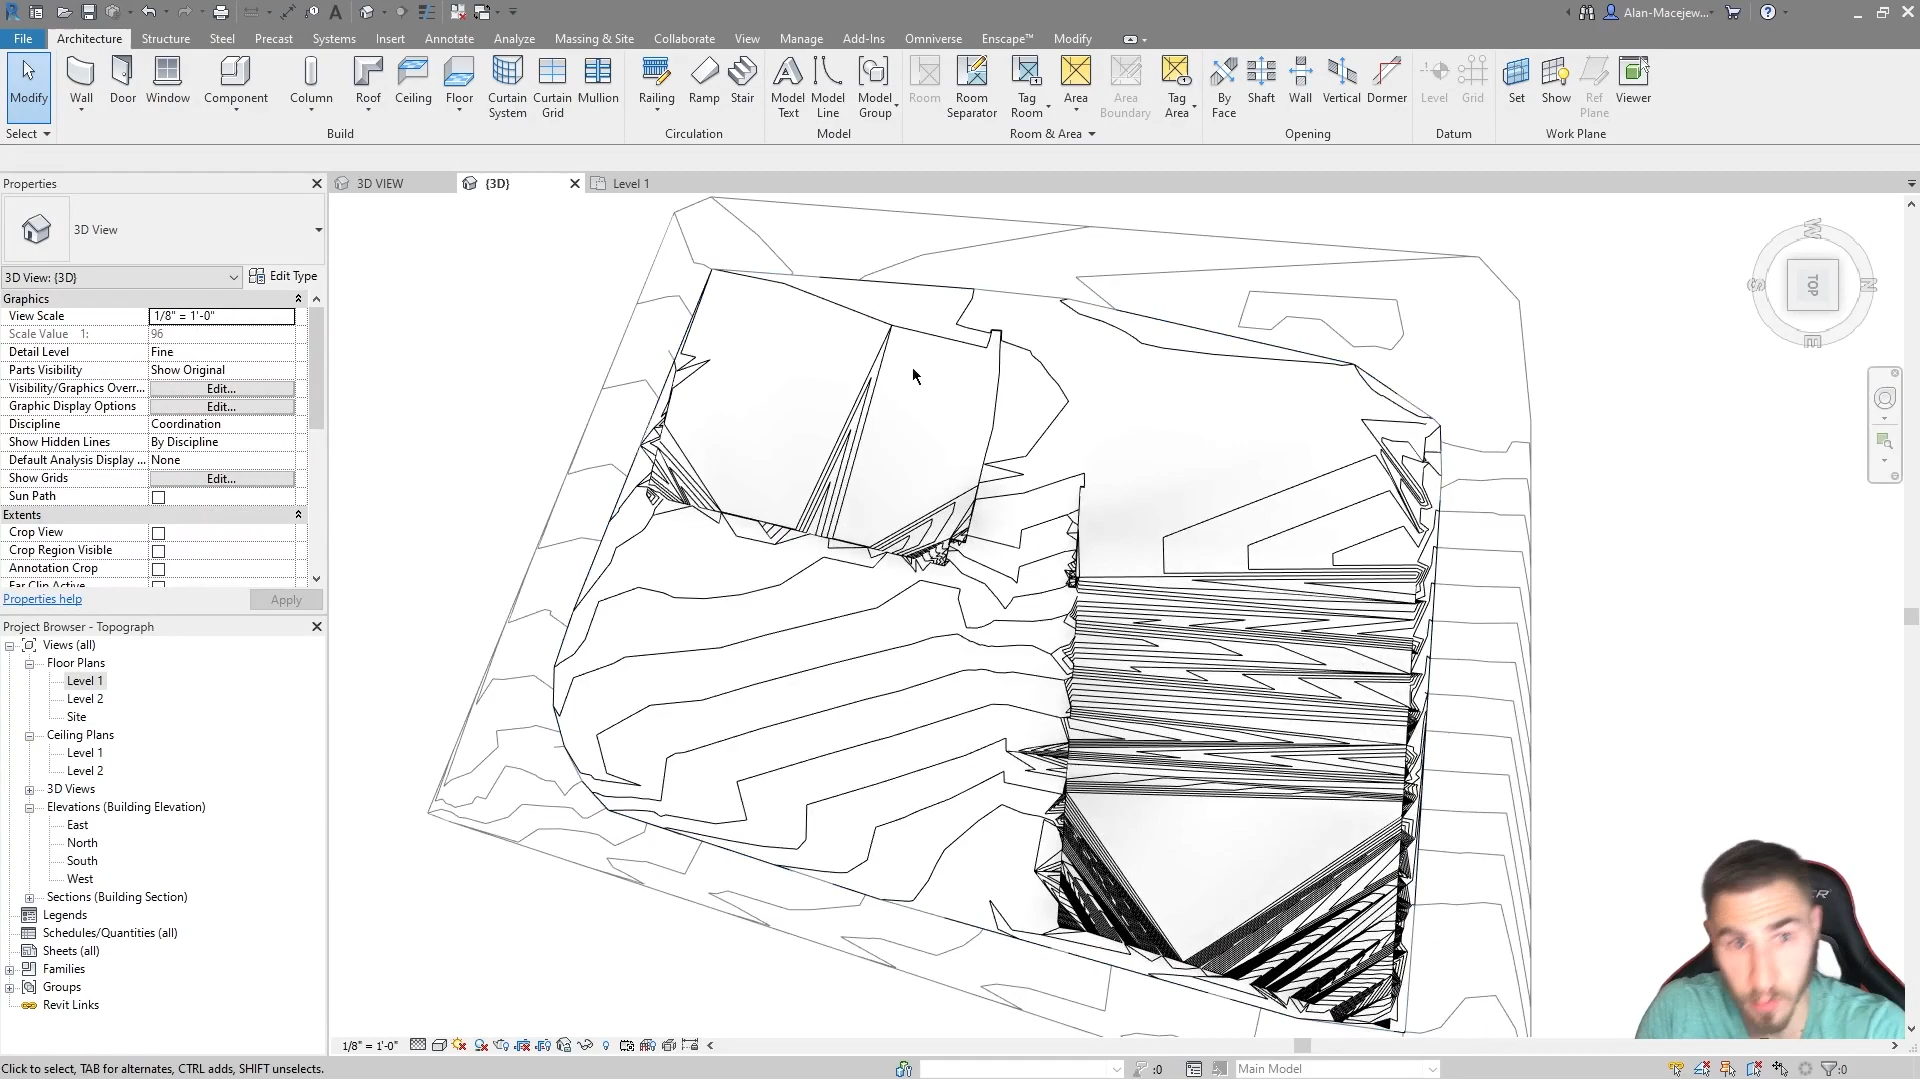 Alan-Macejew...
File
Architecture
Structure
Steel
Precast
Systems
Insert
Annotate
Analyze
Massing & Site
Collaborate
View
Manage
Add-Ins
Omniverse
Enscape™
Modify
Modify
Wall
Door
Window
Component
Column
Roof
Ceiling
Floor
Curtain System
Curtain Grid
Mullion
Railing
Ramp
Stair
Model Text
Model Line
Model Group
Room
Room Separator
Tag Room
Area
Area Boundary
Tag Area
By Face
Shaft
Wall
Vertical
Dormer
Level
Grid
Set
Show
Ref Plane
Viewer
Select
Build
Circulation
Model
Room & Area
Opening
Datum
Work Plane
Properties
3D VIEW
{3D}
Level 1
3D View
3D View: {3D}
Edit Type
Graphics
View Scale
1/8" = 1'-0"
Scale Value 1:
96
Detail Level
Fine
Parts Visibility
Show Original
Visibility/Graphics Overr...
Edit...
Graphic Display Options
Edit...
Discipline
Coordination
Show Hidden Lines
By Discipline
Default Analysis Display ...
None
Show Grids
Edit...
Sun Path
Extents
Crop View
Crop Region Visible
Annotation Crop
Far Clip Active
Properties help
Apply
Project Browser - Topograph
Views (all)
Floor Plans
Level 1
Level 2
Site
Ceiling Plans
Level 1
Level 2
3D Views
Elevations (Building Elevation)
East
North
South
West
Sections (Building Section)
Legends
Schedules/Quantities (all)
Sheets (all)
Families
Groups
Revit Links
W
S
TOP
N
E
1/8" = 1'-0"
Click to select, TAB for alternates, CTRL adds, SHIFT unselects.
:0
Main Model
:0